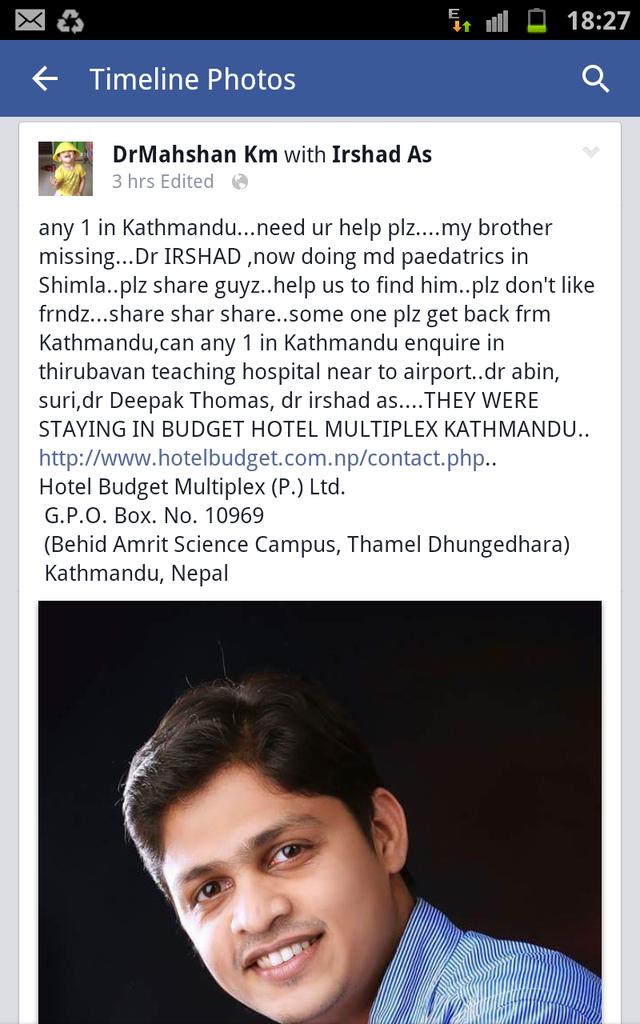 18:27
Timeline Photos
DrMahshan Km with Irshad As
3 hrs Edited
any 1 in Kathmandu...need ur help plz....my brother
missing...Dr IRSHAD ,now doing md paedatrics in
Shimla..plz share guyz..help us to find him..plz don't like
frndz...share shar share..some one plz get back frm
Kathmandu,can any 1 in Kathmandu enquire in
thirubavan teaching hospital near to airport..dr abin,
suri,dr Deepak Thomas, dr irshad as....THEY WERE
STAYING IN BUDGET HOTEL MULTIPLEX KATHMANDU..
http://www.hotelbudget.com.np/contact.php..
Hotel Budget Multiplex (P.) Ltd.
G.P.O. Box. No. 10969
(Behid Amrit Science Campus, Thamel Dhungedhara)
Kathmandu, Nepal